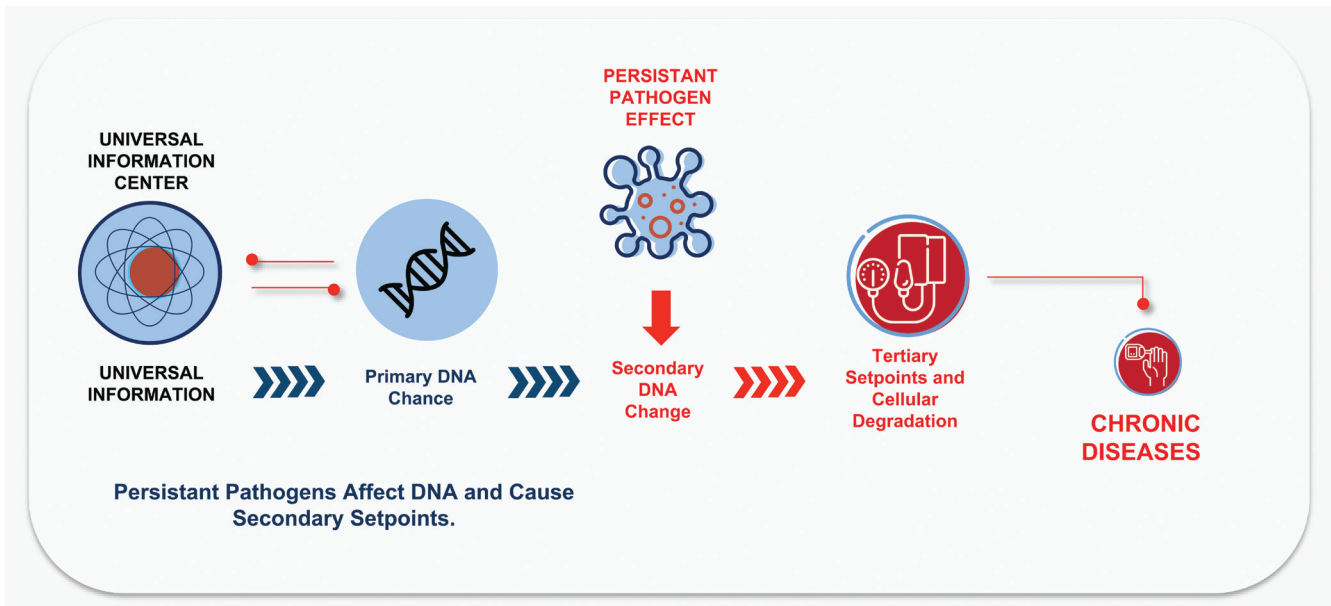 PERSISTANT
PATHOGEN
EFFECT
UNIVERSAL
INFORMATION
CENTER
UNIVERSAL
INFORMATION
Primary DNA
Chance
Secondary
DNA
Change
Tertiary
Setpoints and
Cellular
Degradation
CHRONIC
DISEASES
Persistant Pathogens Affect DNA and Cause
Secondary Setpoints.